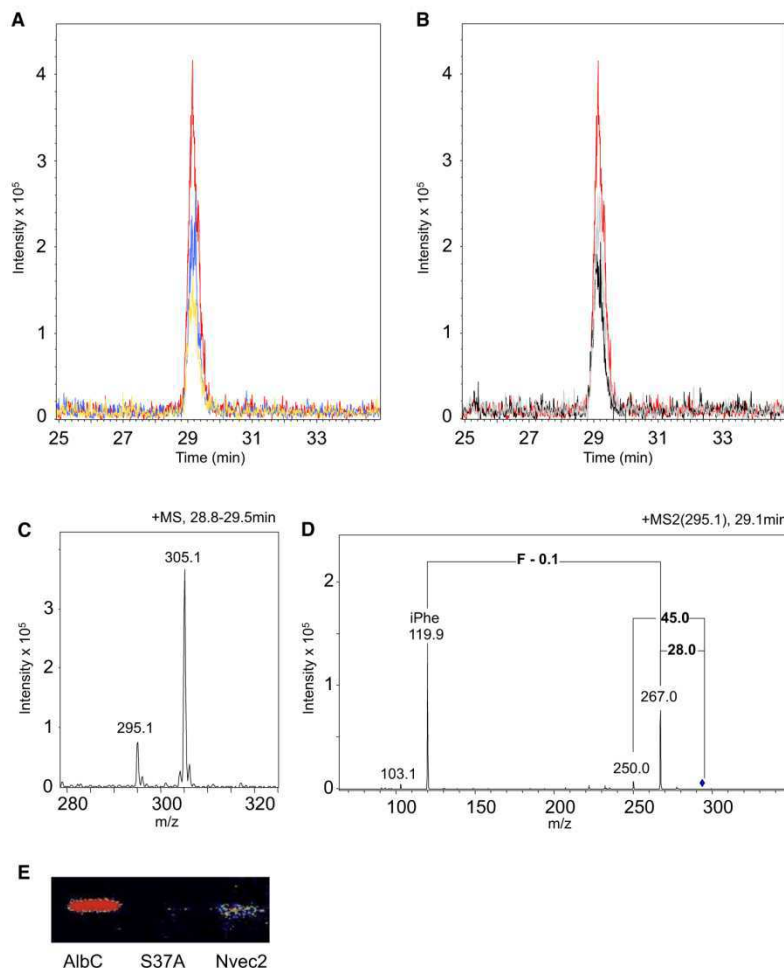 A
Intensity x 10⁵
4
3
2
1
0
25 27 29 31 33
Time (min)
B
Intensity x 10⁵
4
3
2
1
0
25 27 29 31 33
Time (min)
C
+MS, 28.8-29.5min
Intensity x 10⁵
3
2
1
0
305.1
295.1
280 300 320
m/z
D
+MS2(295.1), 29.1min
Intensity x 10⁵
2
1
0
F - 0.1
iPhe
119.9
45.0
28.0
267.0
250.0
103.1
100 150 200 250 300
m/z
E
AlbC S37A Nvec2